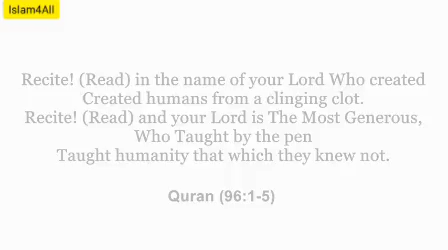 Islam4All
Recite! (Read) in the name of your Lord Who created
Created humans from a clinging clot.
Recite! (Read) and your Lord is The Most Generous,
Who Taught by the pen
Taught humanity that which they knew not.
Quran (96:1-5)